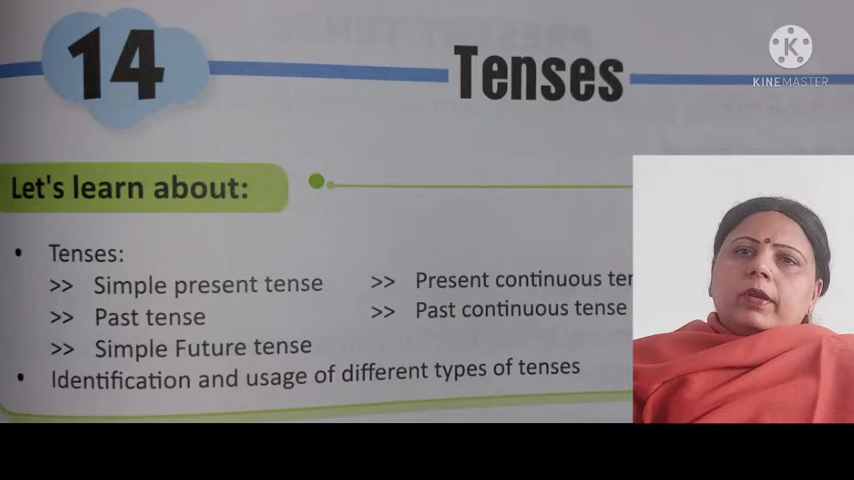 14
Tenses
K
KINEMASTER
Let's learn about:
• Tenses:
>> Simple present tense >> Present continuous
>> Past tense >> Past continuous tense
>> Simple Future tense
• Identification and usage of different types of tenses